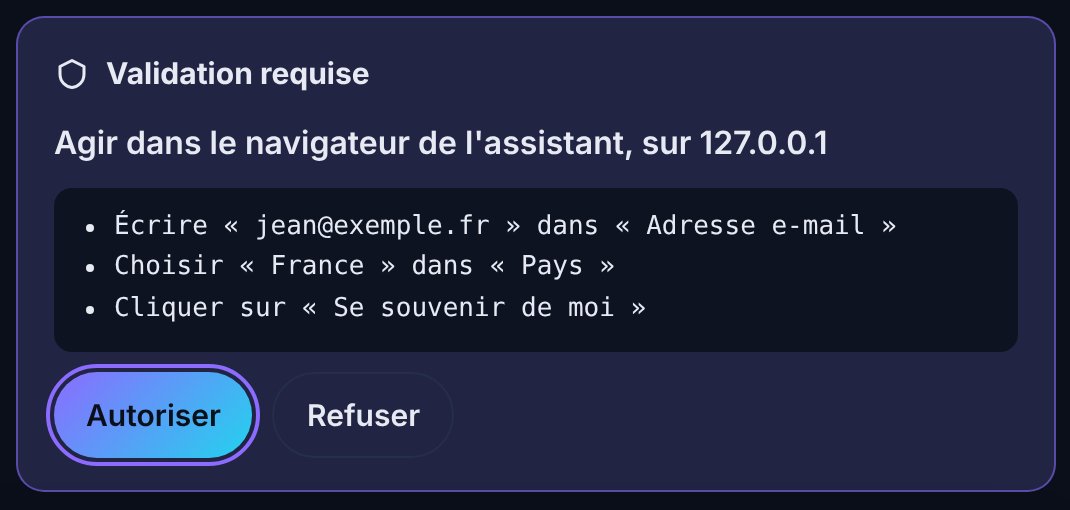 Validation requise
Agir dans le navigateur de l'assistant, sur 127.0.0.1
• Écrire « jean@exemple.fr » dans « Adresse e-mail »
• Choisir « France » dans « Pays »
• Cliquer sur « Se souvenir de moi »
Autoriser Refuser